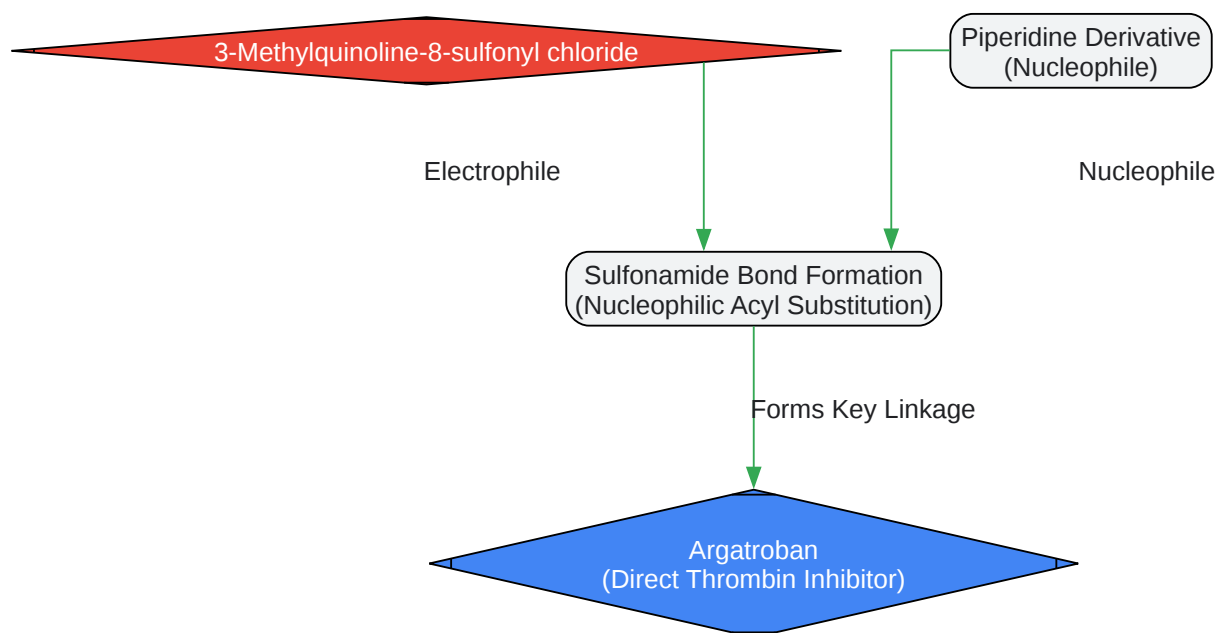 3-Methylquinoline-8-sulfonyl chloride
Piperidine Derivative
(Nucleophile)
Electrophile
Nucleophile
Sulfonamide Bond Formation
(Nucleophilic Acyl Substitution)
Forms Key Linkage
Argatroban
(Direct Thrombin Inhibitor)